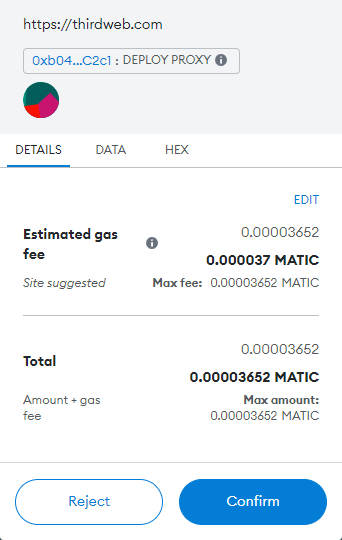 https://thirdweb.com
0xb04...C2c1 : DEPLOY PROXY
DETAILS DATA HEX
EDIT
Estimated gas fee
0.00003652
0.000037 MATIC
Site suggested
Max fee: 0.00003652 MATIC
Total
0.00003652
0.00003652 MATIC
Amount + gas fee
Max amount:
0.00003652 MATIC
Reject Confirm